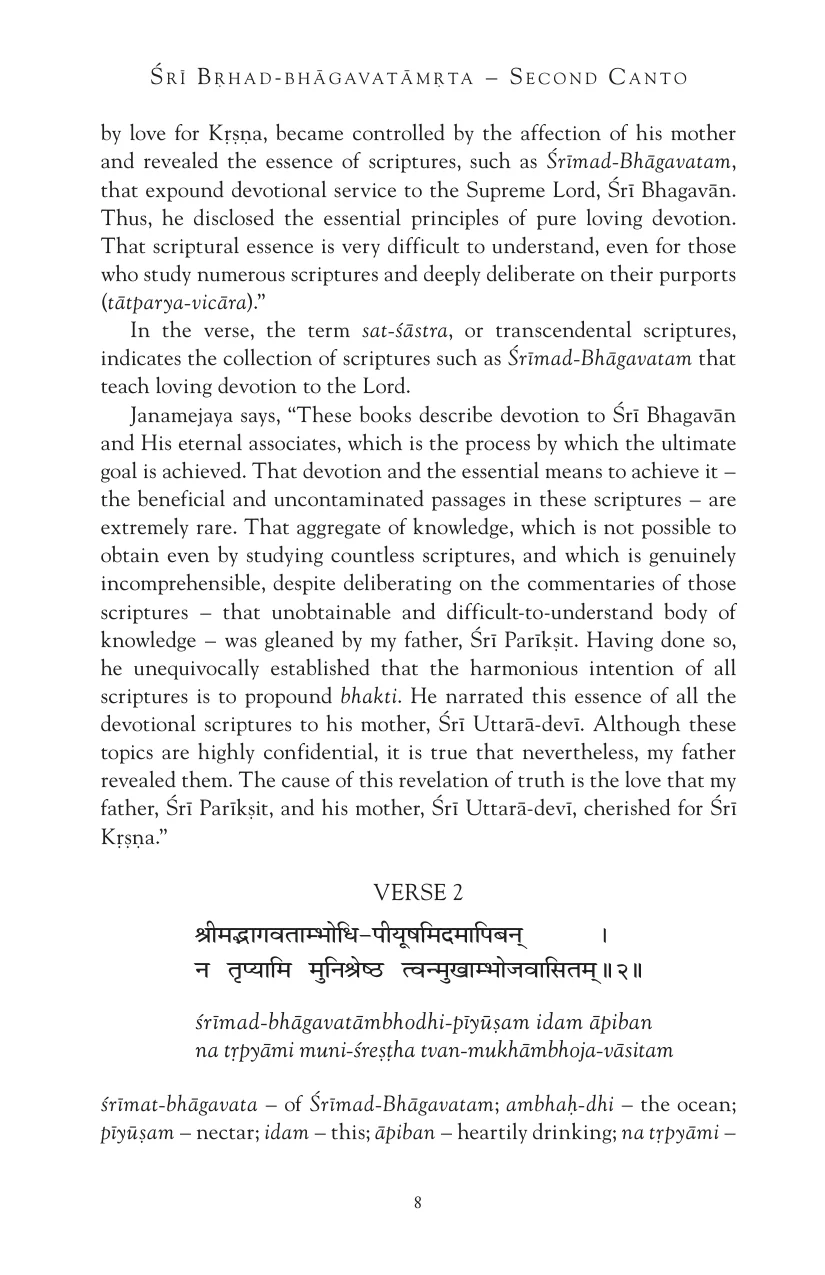 Śrī Bṛhad-bhāgavatāmṛta – Second Canto
by love for Kṛṣṇa, became controlled by the affection of his mother
and revealed the essence of scriptures, such as Śrīmad-Bhāgavatam,
that expound devotional service to the Supreme Lord, Śrī Bhagavān.
Thus, he disclosed the essential principles of pure loving devotion.
That scriptural essence is very difficult to understand, even for those
who study numerous scriptures and deeply deliberate on their purports
(tātparya-vicāra).”
In the verse, the term sat-śāstra, or transcendental scriptures,
indicates the collection of scriptures such as Śrīmad-Bhāgavatam that
teach loving devotion to the Lord.
Janamejaya says, “These books describe devotion to Śrī Bhagavān
and His eternal associates, which is the process by which the ultimate
goal is achieved. That devotion and the essential means to achieve it –
the beneficial and uncontaminated passages in these scriptures – are
extremely rare. That aggregate of knowledge, which is not possible to
obtain even by studying countless scriptures, and which is genuinely
incomprehensible, despite deliberating on the commentaries of those
scriptures – that unobtainable and difficult-to-understand body of
knowledge – was gleaned by my father, Śrī Parīkṣit. Having done so,
he unequivocally established that the harmonious intention of all
scriptures is to propound bhakti. He narrated this essence of all the
devotional scriptures to his mother, Śrī Uttarā-devī. Although these
topics are highly confidential, it is true that nevertheless, my father
revealed them. The cause of this revelation of truth is the love that my
father, Śrī Parīkṣit, and his mother, Śrī Uttarā-devī, cherished for Śrī
Kṛṣṇa.”
VERSE 2
श्रीमद्भागवताम्भोधि-पीयूषमिदमापिबन् ।
न तृप्यामि मुनिश्रेष्ठ त्वन्मुखाम्भोजवासितम्॥२॥
śrīmad-bhāgavatāmbhodhi-pīyūṣam idam āpiban
na tṛpyāmi muni-śreṣṭha tvan-mukhāmbhoja-vāsitam
śrīmat-bhāgavata – of Śrīmad-Bhāgavatam; ambhaḥ-dhi – the ocean;
pīyūṣam – nectar; idam – this; āpiban – heartily drinking; na tṛpyāmi –
8